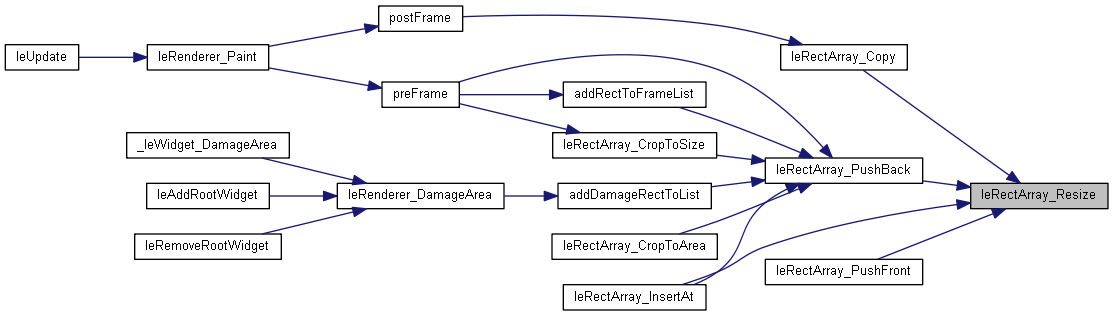 postFrame
leUpdate
leRenderer_Paint
leRectArray_Copy
preFrame
addRectToFrameList
_leWidget_DamageArea
leRectArray_CropToSize
leRectArray_PushBack
leAddRootWidget
leRenderer_DamageArea
addDamageRectToList
leRectArray_Resize
leRemoveRootWidget
leRectArray_CropToArea
leRectArray_PushFront
leRectArray_InsertAt